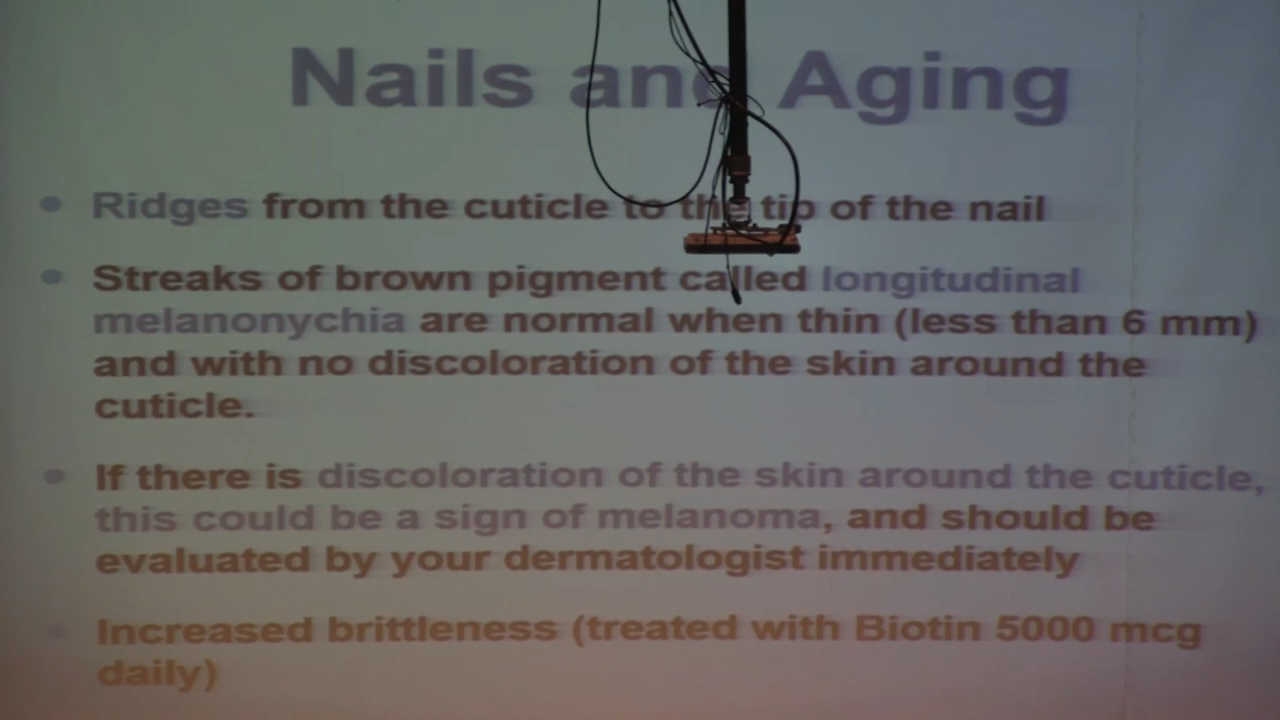 Nails and Aging
• Ridges from the cuticle to the tip of the nail
• Streaks of brown pigment called longitudinal
melanonychia are normal when thin (less than 6 mm)
and with no discoloration of the skin around the
cuticle.
• If there is discoloration of the skin around the cuticle,
this could be a sign of melanoma, and should be
evaluated by your dermatologist immediately
• Increased brittleness (treated with Biotin 5000 mcg
daily)